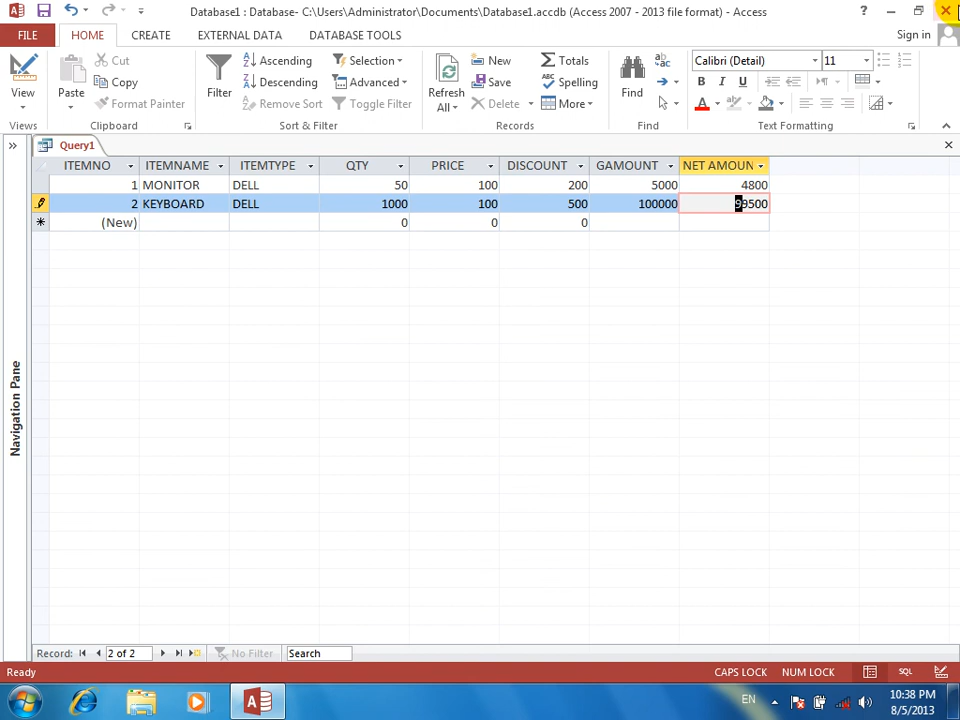 Database1 : Database- C:\Users\Administrator\Documents\Database1.accdb (Access 2007 - 2013 file format) - Access
?
FILE HOME CREATE EXTERNAL DATA DATABASE TOOLS Sign in
View
Views
Paste
Cut
Copy
Format Painter
Clipboard
Filter
Ascending
Descending
Remove Sort
Selection
Advanced
Toggle Filter
Sort & Filter
Refresh
All
New
Save
Delete
Totals
Spelling
More
Records
Find
Find
Calibri (Detail) 11
B I U
A
Text Formatting
Query1
ITEMNO ITEMNAME ITEMTYPE QTY PRICE DISCOUNT GAMOUNT NET AMOUN
1 MONITOR DELL 50 100 200 5000 4800
2 KEYBOARD DELL 1000 100 500 100000 99500
(New) 0 0 0
Navigation Pane
Record: 2 of 2 No Filter Search
Ready CAPS LOCK NUM LOCK SQL
EN 10:38 PM
8/5/2013